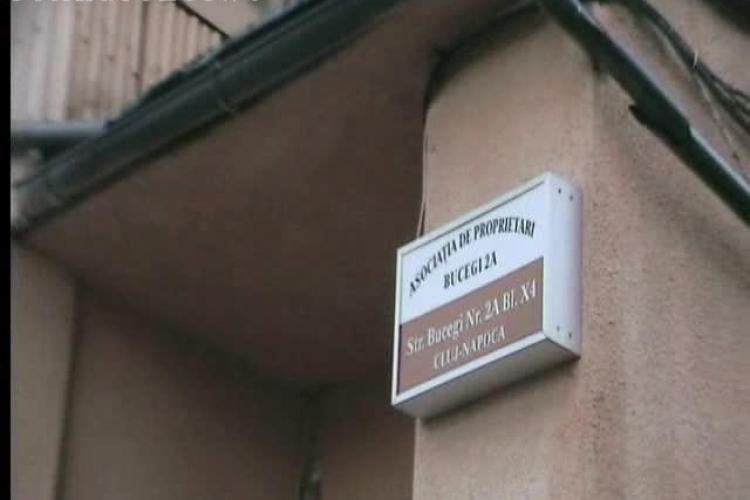 ASOCIAȚIA DE PROPRIETARI
BUCEGI 2A
Str. Bucegi Nr. 2A Bl. X4
CLUJ-NAPOCA